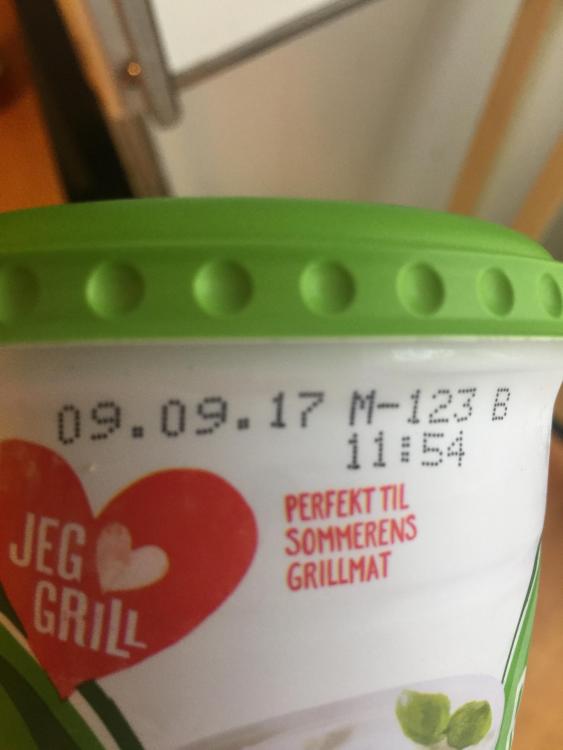 09.09.17 M-123 B
11:54
JEG
GRILL
PERFEKT TIL
SOMMERENS
GRILLMAT